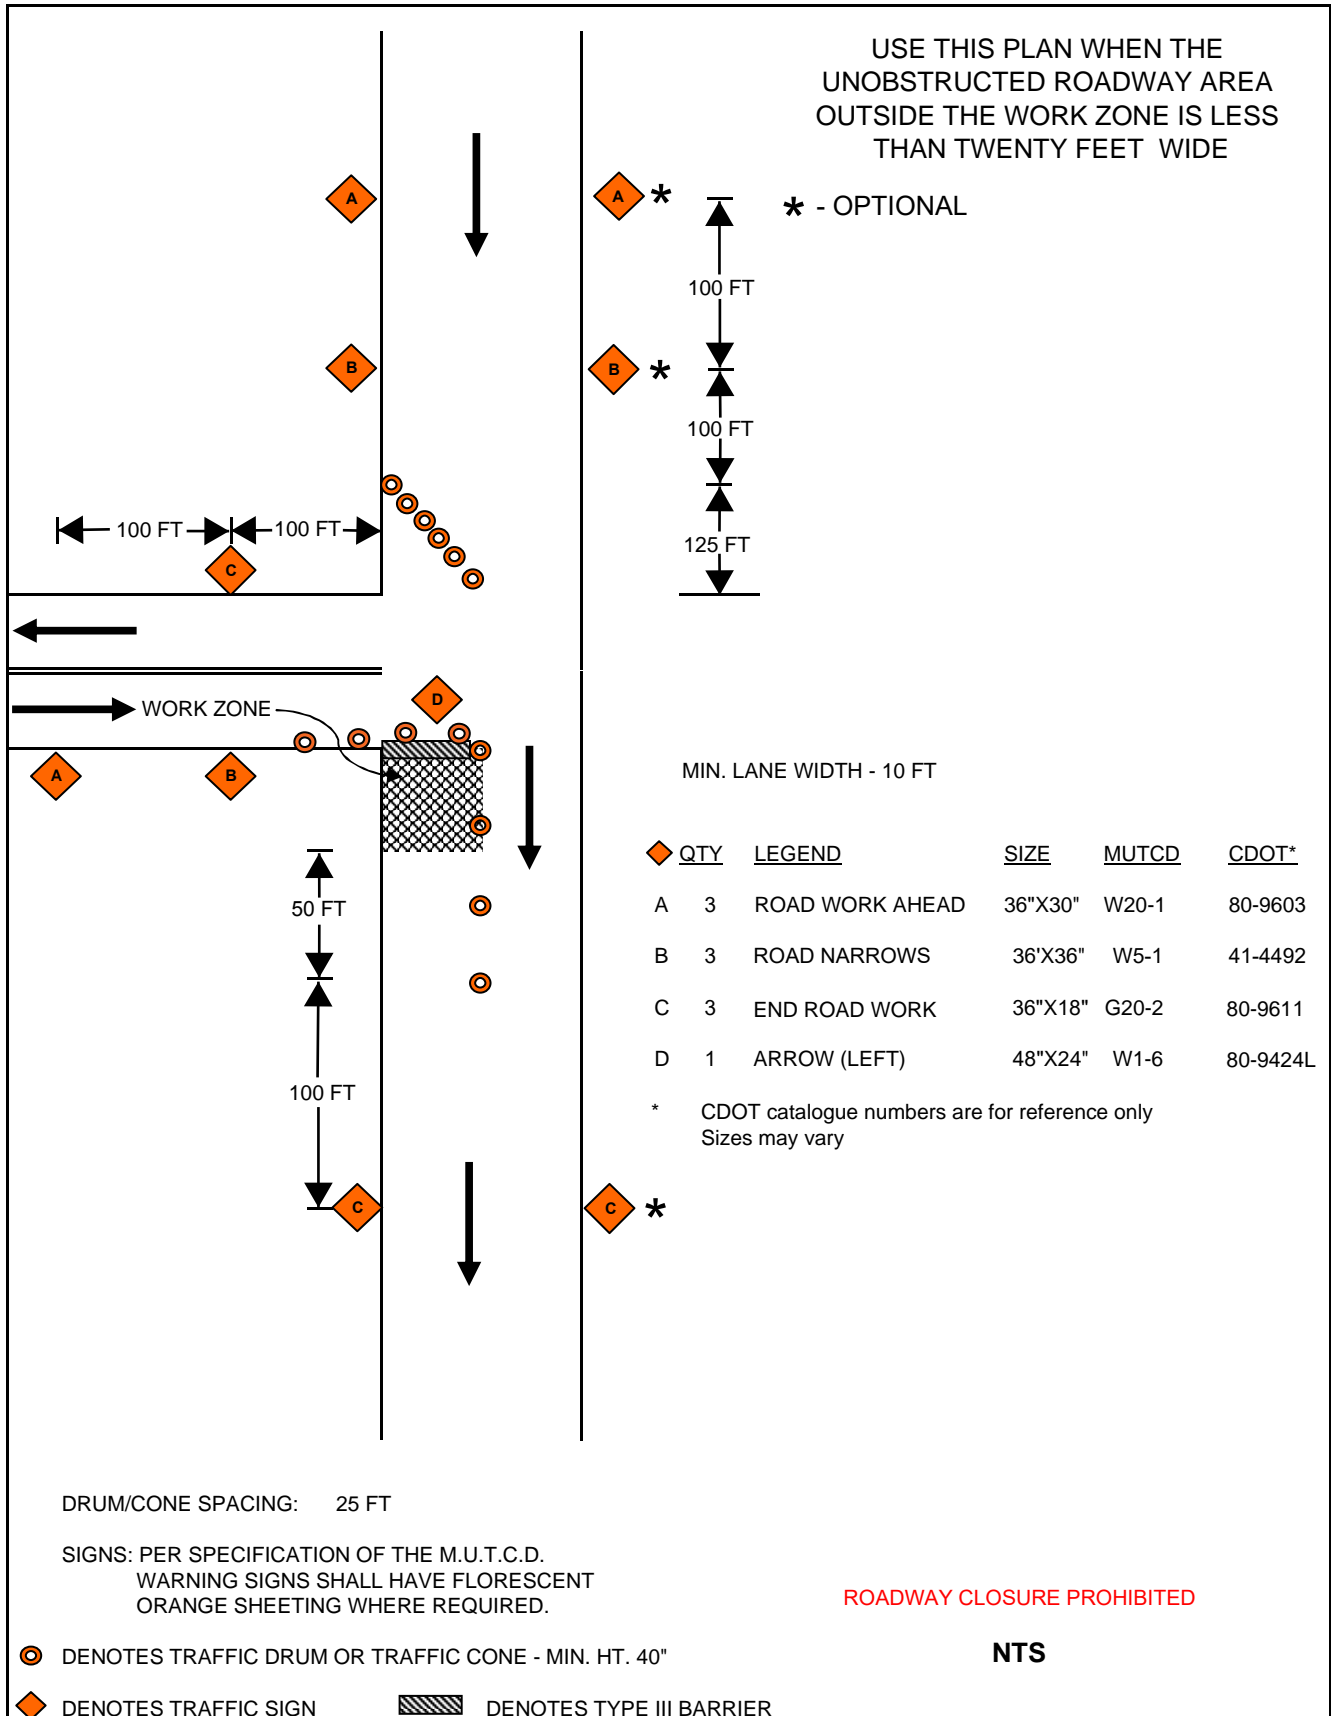 USE THIS PLAN WHEN THE
UNOBSTRUCTED ROADWAY AREA
OUTSIDE THE WORK ZONE IS LESS
THAN TWENTY FEET WIDE
A
A *
* - OPTIONAL
100 FT
B
B *
100 FT
100 FT
100 FT
125 FT
C
D
WORK ZONE
A
B
MIN. LANE WIDTH - 10 FT
QTY LEGEND SIZE MUTCD CDOT*
A 3 ROAD WORK AHEAD 36"X30" W20-1 80-9603
B 3 ROAD NARROWS 36'X36" W5-1 41-4492
C 3 END ROAD WORK 36"X18" G20-2 80-9611
D 1 ARROW (LEFT) 48"X24" W1-6 80-9424L
* CDOT catalogue numbers are for reference only
Sizes may vary
50 FT
100 FT
C
C *
DRUM/CONE SPACING: 25 FT
SIGNS: PER SPECIFICATION OF THE M.U.T.C.D.
WARNING SIGNS SHALL HAVE FLORESCENT
ORANGE SHEETING WHERE REQUIRED.
ROADWAY CLOSURE PROHIBITED
NTS
DENOTES TRAFFIC DRUM OR TRAFFIC CONE - MIN. HT. 40"
DENOTES TRAFFIC SIGN
DENOTES TYPE III BARRIER